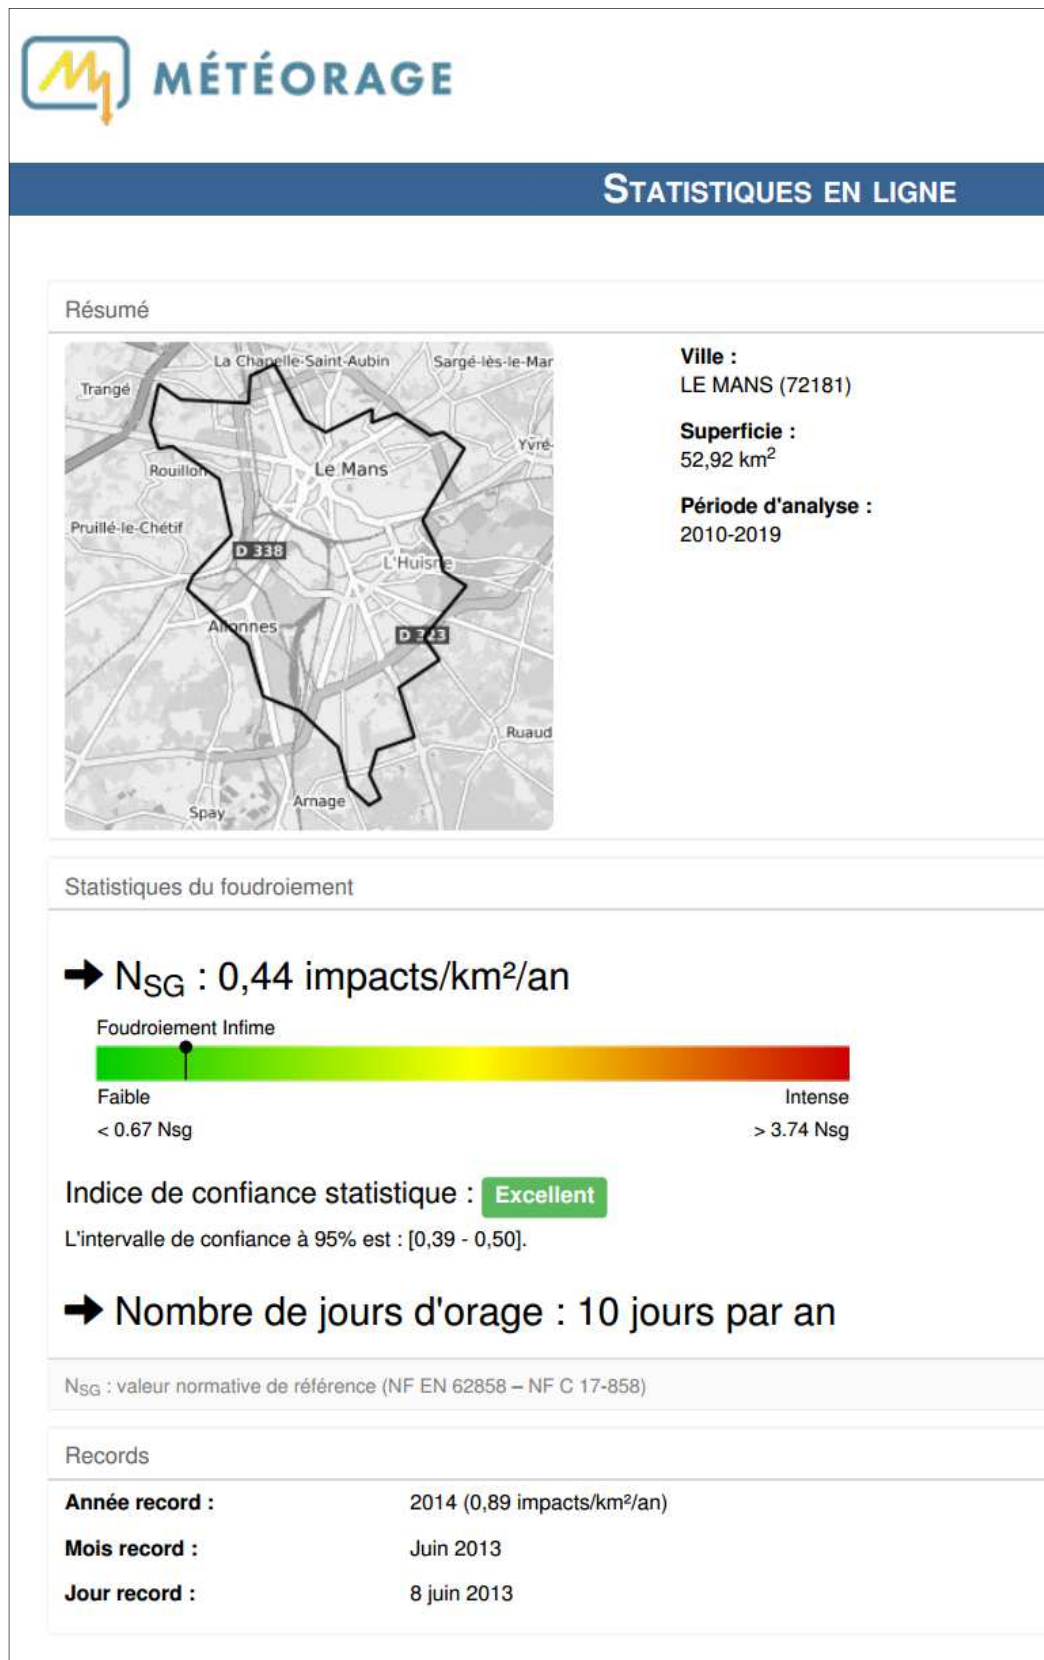 MÉTÉORAGE
STATISTIQUES EN LIGNE
Résumé
La Chapelle-Saint-Aubin
Sargé-lès-le-Mar
Trangé
Yvré-
Rouillon
Le Mans
Pruillé-le-Chétif
D 338
L'Huisne
Allonnes
D 323
Ruaud
Arnage
Spay
Ville :
LE MANS (72181)
Superficie :
52,92 km²
Période d'analyse :
2010-2019
Statistiques du foudroiement
➔ NSG : 0,44 impacts/km²/an
Foudroiement Infime
Faible Intense
< 0.67 Nsg > 3.74 Nsg
Indice de confiance statistique : Excellent
L'intervalle de confiance à 95% est : [0,39 - 0,50].
➔ Nombre de jours d'orage : 10 jours par an
NSG : valeur normative de référence (NF EN 62858 – NF C 17-858)
Records
Année record : 2014 (0,89 impacts/km²/an)
Mois record : Juin 2013
Jour record : 8 juin 2013